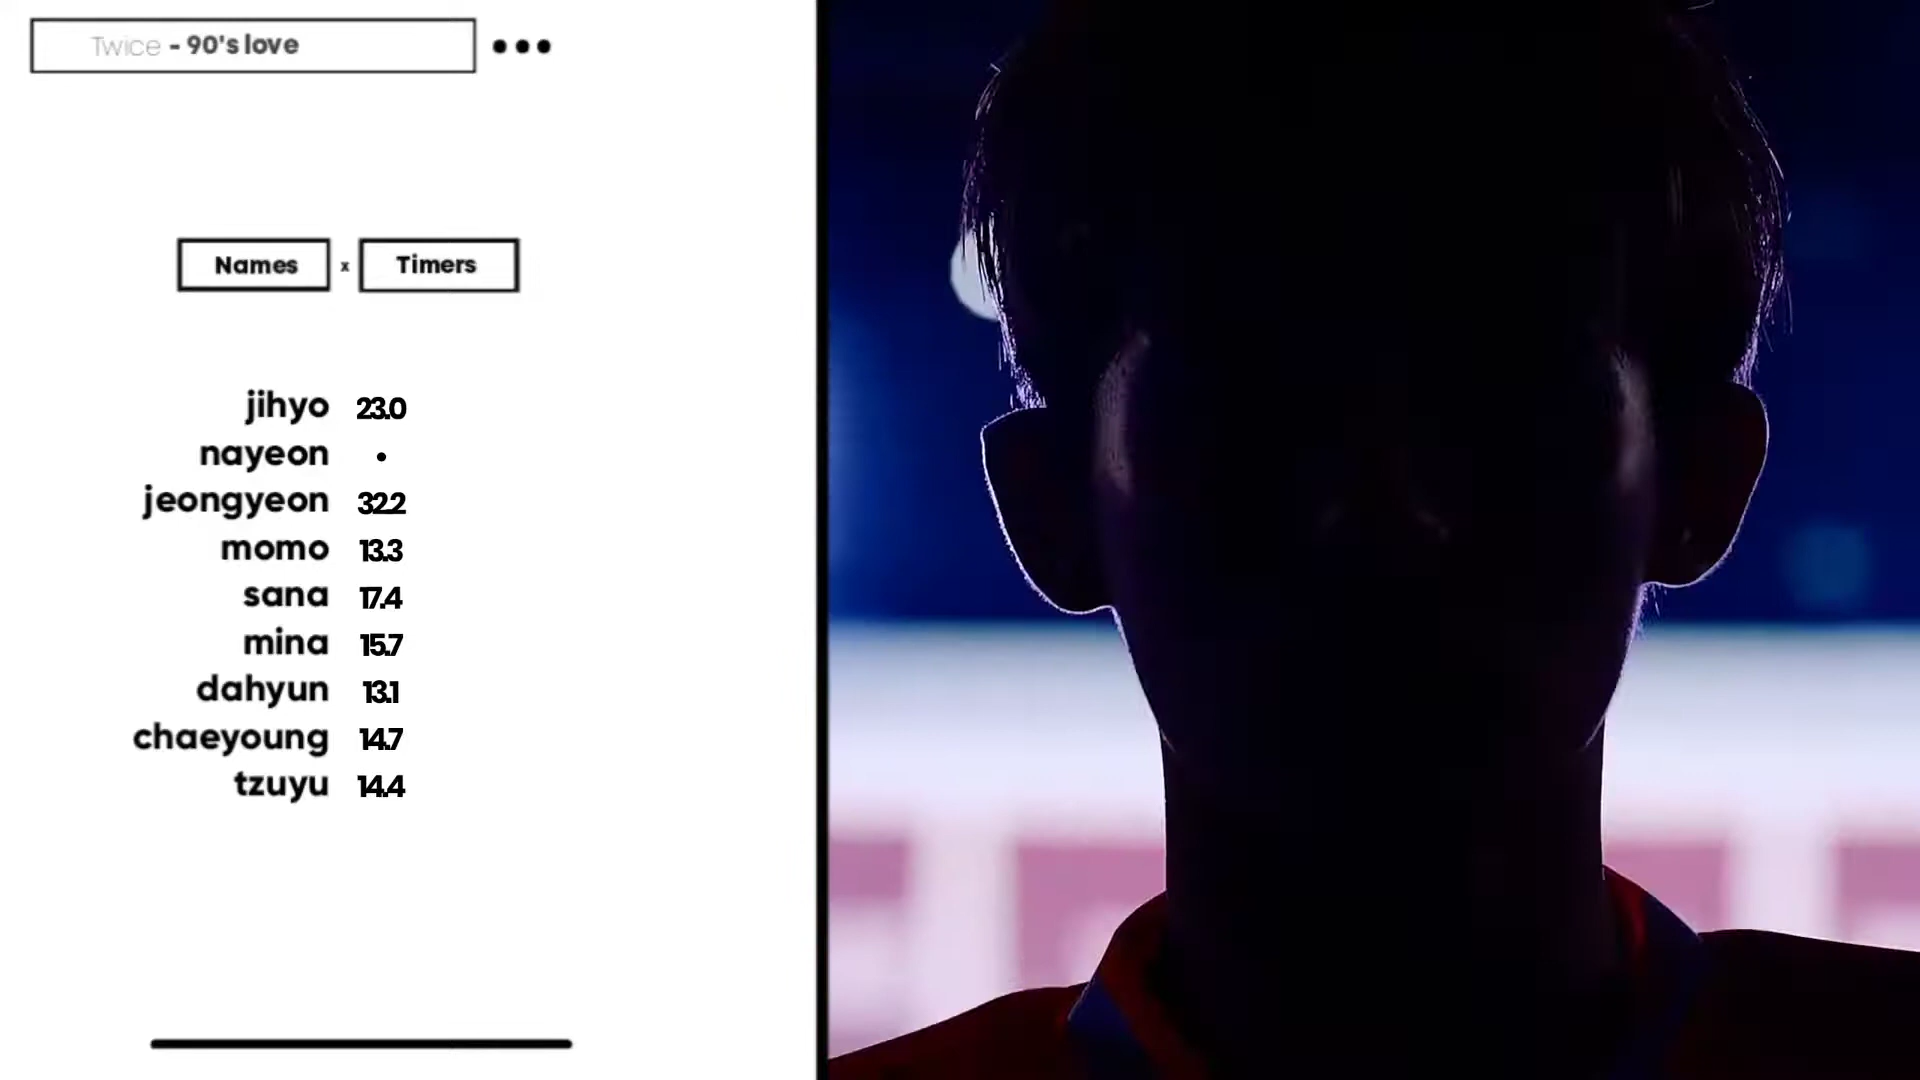 Twice - 90's love •••
Names x Timers
jihyo 23.0
nayeon •
jeongyeon 32.2
momo 13.3
sana 17.4
mina 15.7
dahyun 13.1
chaeyoung 14.7
tzuyu 14.4